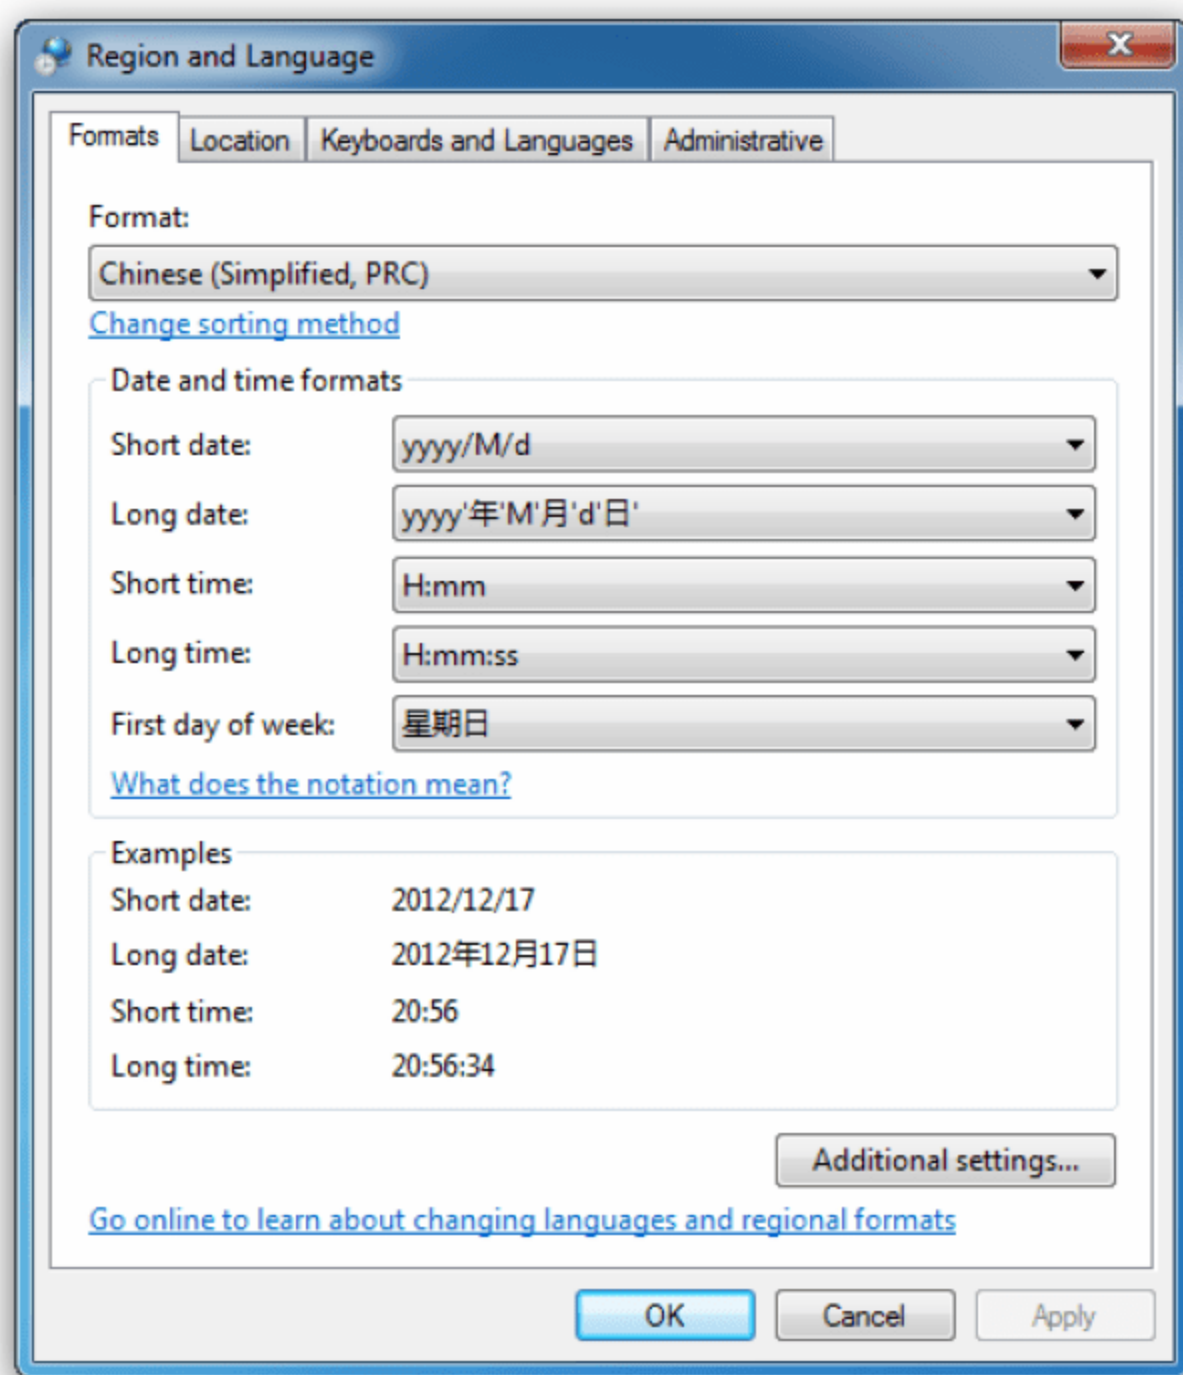 Region and Language
Formats Location Keyboards and Languages Administrative
Format:
Chinese (Simplified, PRC)
Change sorting method
Date and time formats
Short date: yyyy/M/d
Long date: yyyy'年'M'月'd'日'
Short time: H:mm
Long time: H:mm:ss
First day of week: 星期日
What does the notation mean?
Examples
Short date: 2012/12/17
Long date: 2012年12月17日
Short time: 20:56
Long time: 20:56:34
Additional settings...
Go online to learn about changing languages and regional formats
OK Cancel Apply